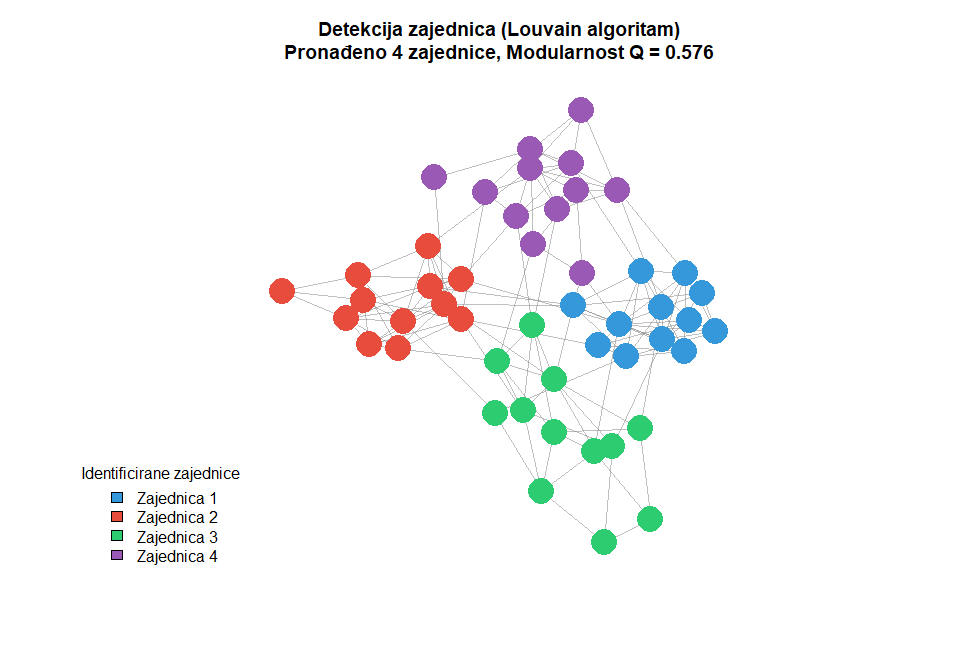 Detekcija zajednica (Louvain algoritam)
Pronađeno 4 zajednice, Modularnost Q = 0.576
Identificirane zajednice
Zajednica 1
Zajednica 2
Zajednica 3
Zajednica 4